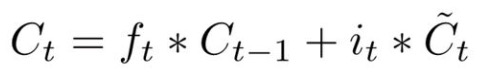 C_t = f_t * C_{t-1} + i_t * \tilde{C}_t